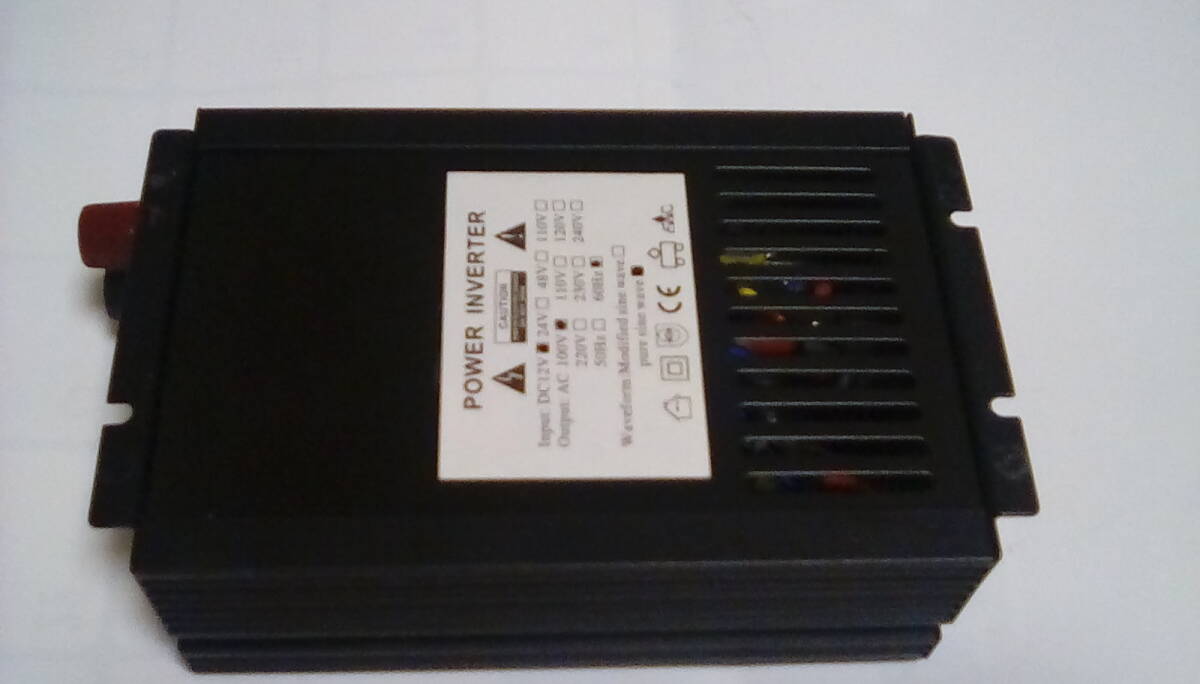 POWER INVERTER
CAUTION
Input: DC12V■ 24V□ 48V□ 110V□
Output: AC 100V■ 110V□ 120V□
220V□ 230V□ 240V□
50Hz□ 60Hz■
Waveform:Modified sine wave□
pure sine wave■
CE EAC